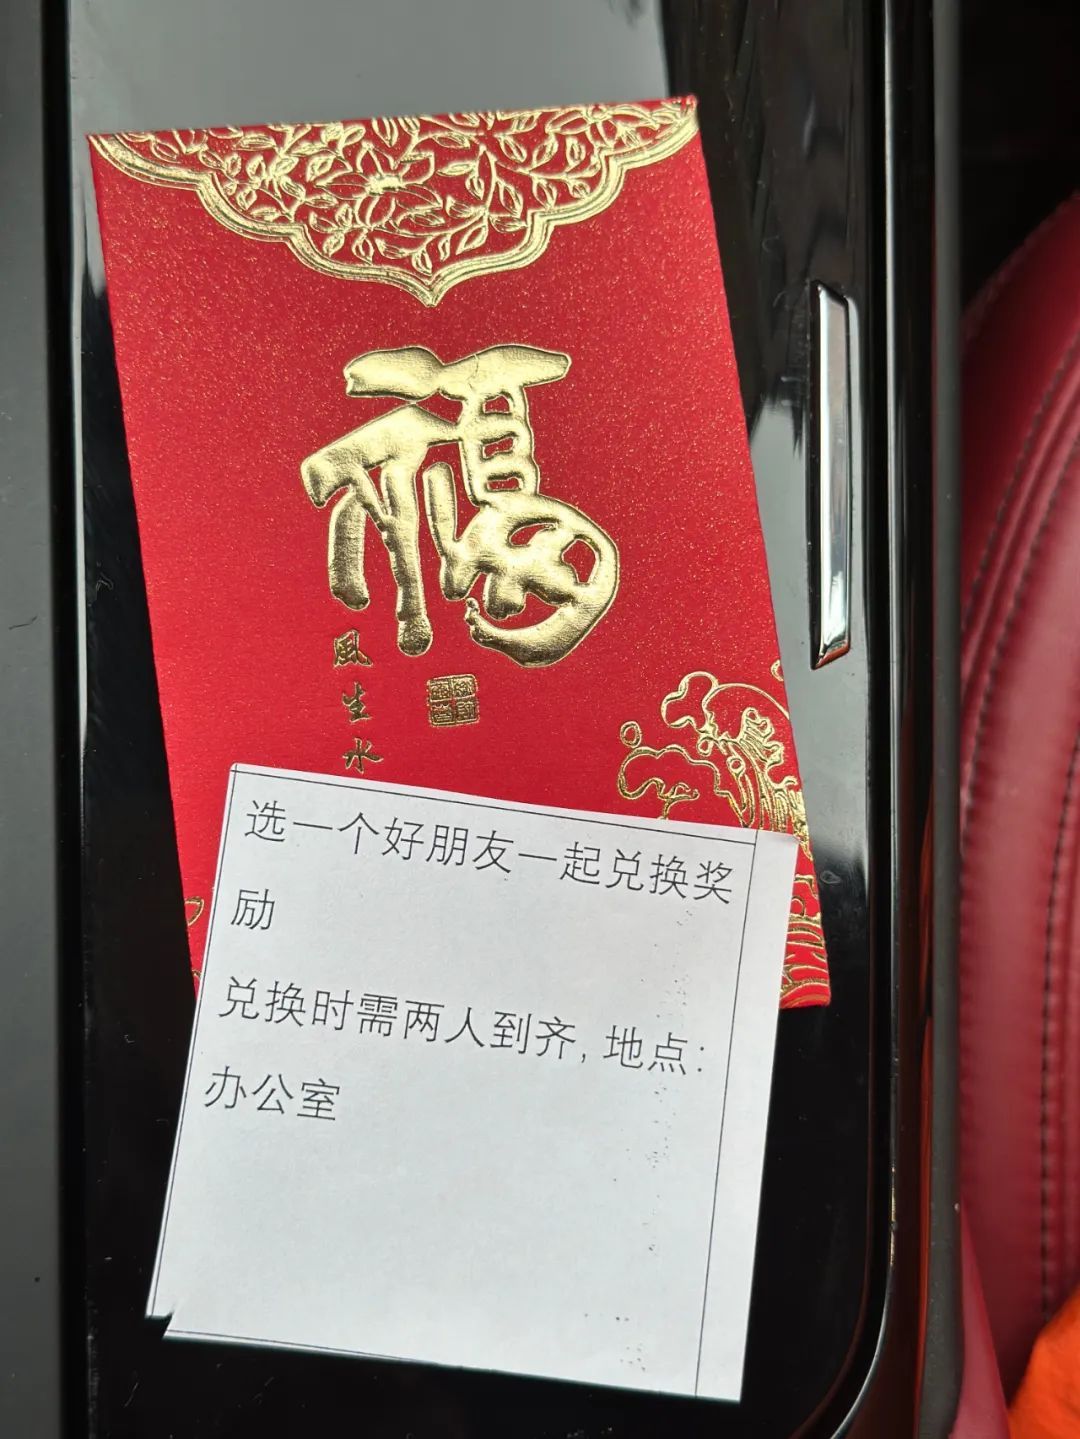 福
風
生
水
选一个好朋友一起兑换奖
励
兑换时需两人到齐, 地点:
办公室